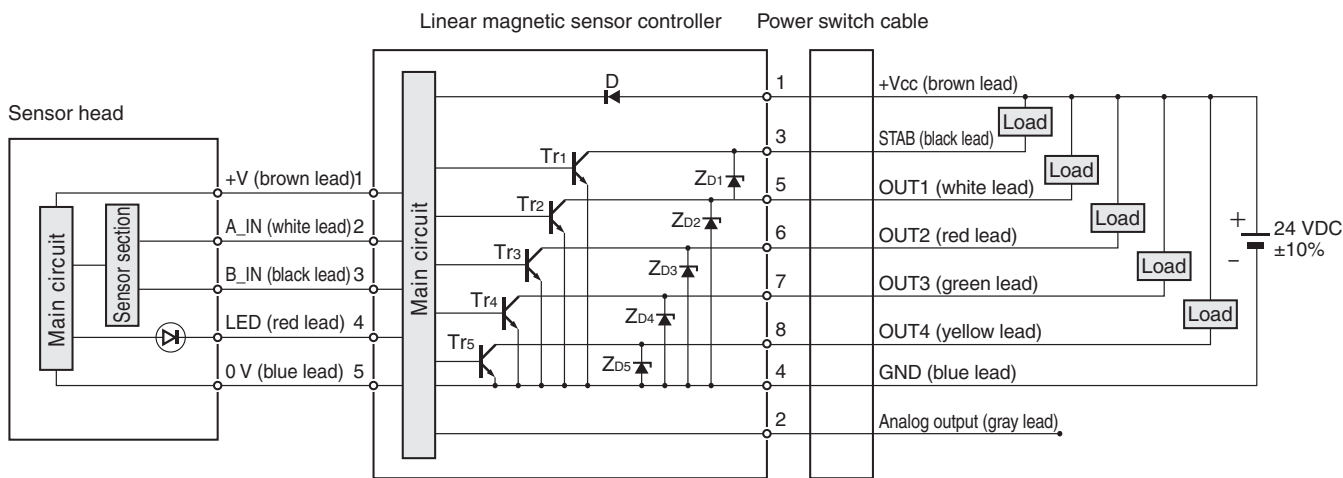 Linear magnetic sensor controller
Power switch cable
Sensor head
Main circuit
Sensor section
+V (brown lead) 1
A_IN (white lead) 2
B_IN (black lead) 3
LED (red lead) 4
0 V (blue lead) 5
Main circuit
D
Tr1
Tr2
Tr3
Tr4
Tr5
ZD1
ZD2
ZD3
ZD4
ZD5
1 +Vcc (brown lead)
3 STAB (black lead)
5 OUT1 (white lead)
6 OUT2 (red lead)
7 OUT3 (green lead)
8 OUT4 (yellow lead)
4 GND (blue lead)
2 Analog output (gray lead)
Load
Load
Load
Load
Load
+
−
24 VDC
±10%